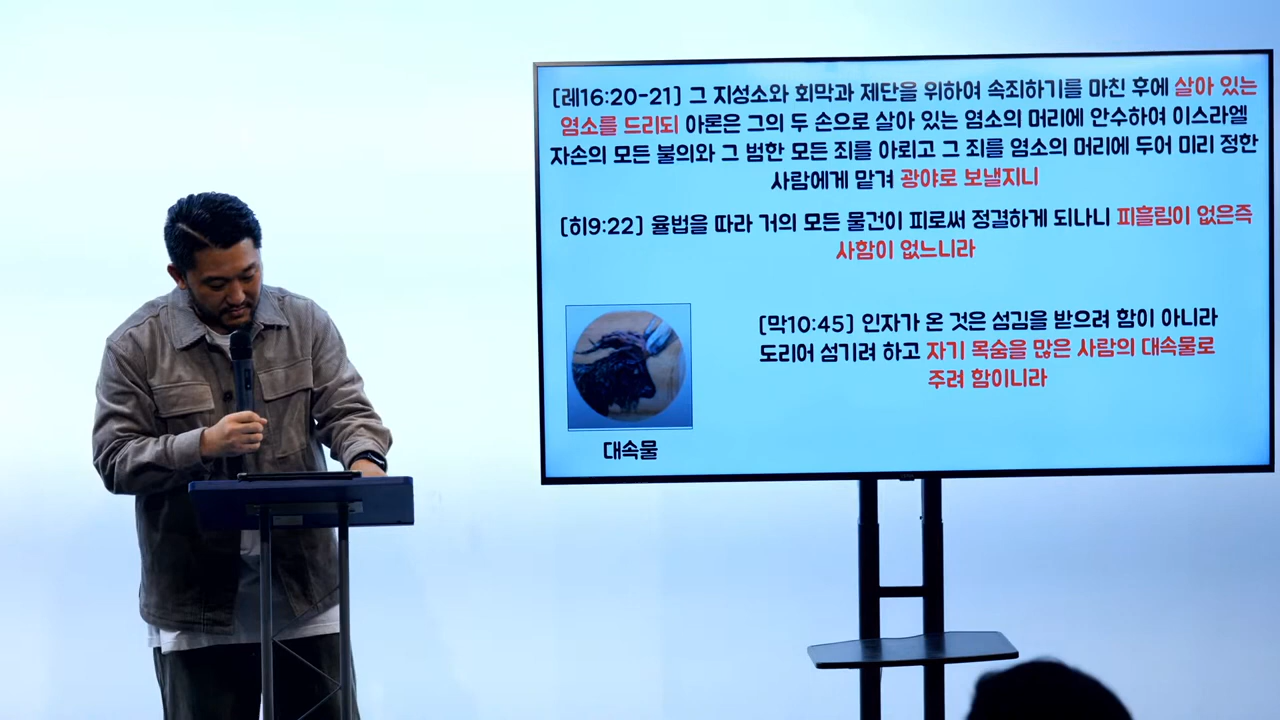 [레16:20-21] 그 지성소와 회막과 제단을 위하여 속죄하기를 마친 후에 살아 있는
염소를 드리되 아론은 그의 두 손으로 살아 있는 염소의 머리에 안수하여 이스라엘
자손의 모든 불의와 그 범한 모든 죄를 아뢰고 그 죄를 염소의 머리에 두어 미리 정한
사람에게 맡겨 광야로 보낼지니
[히9:22] 율법을 따라 거의 모든 물건이 피로써 정결하게 되나니 피흘림이 없은즉
사함이 없느니라
[막10:45] 인자가 온 것은 섬김을 받으려 함이 아니라
도리어 섬기려 하고 자기 목숨을 많은 사람의 대속물로
주려 함이니라
대속물